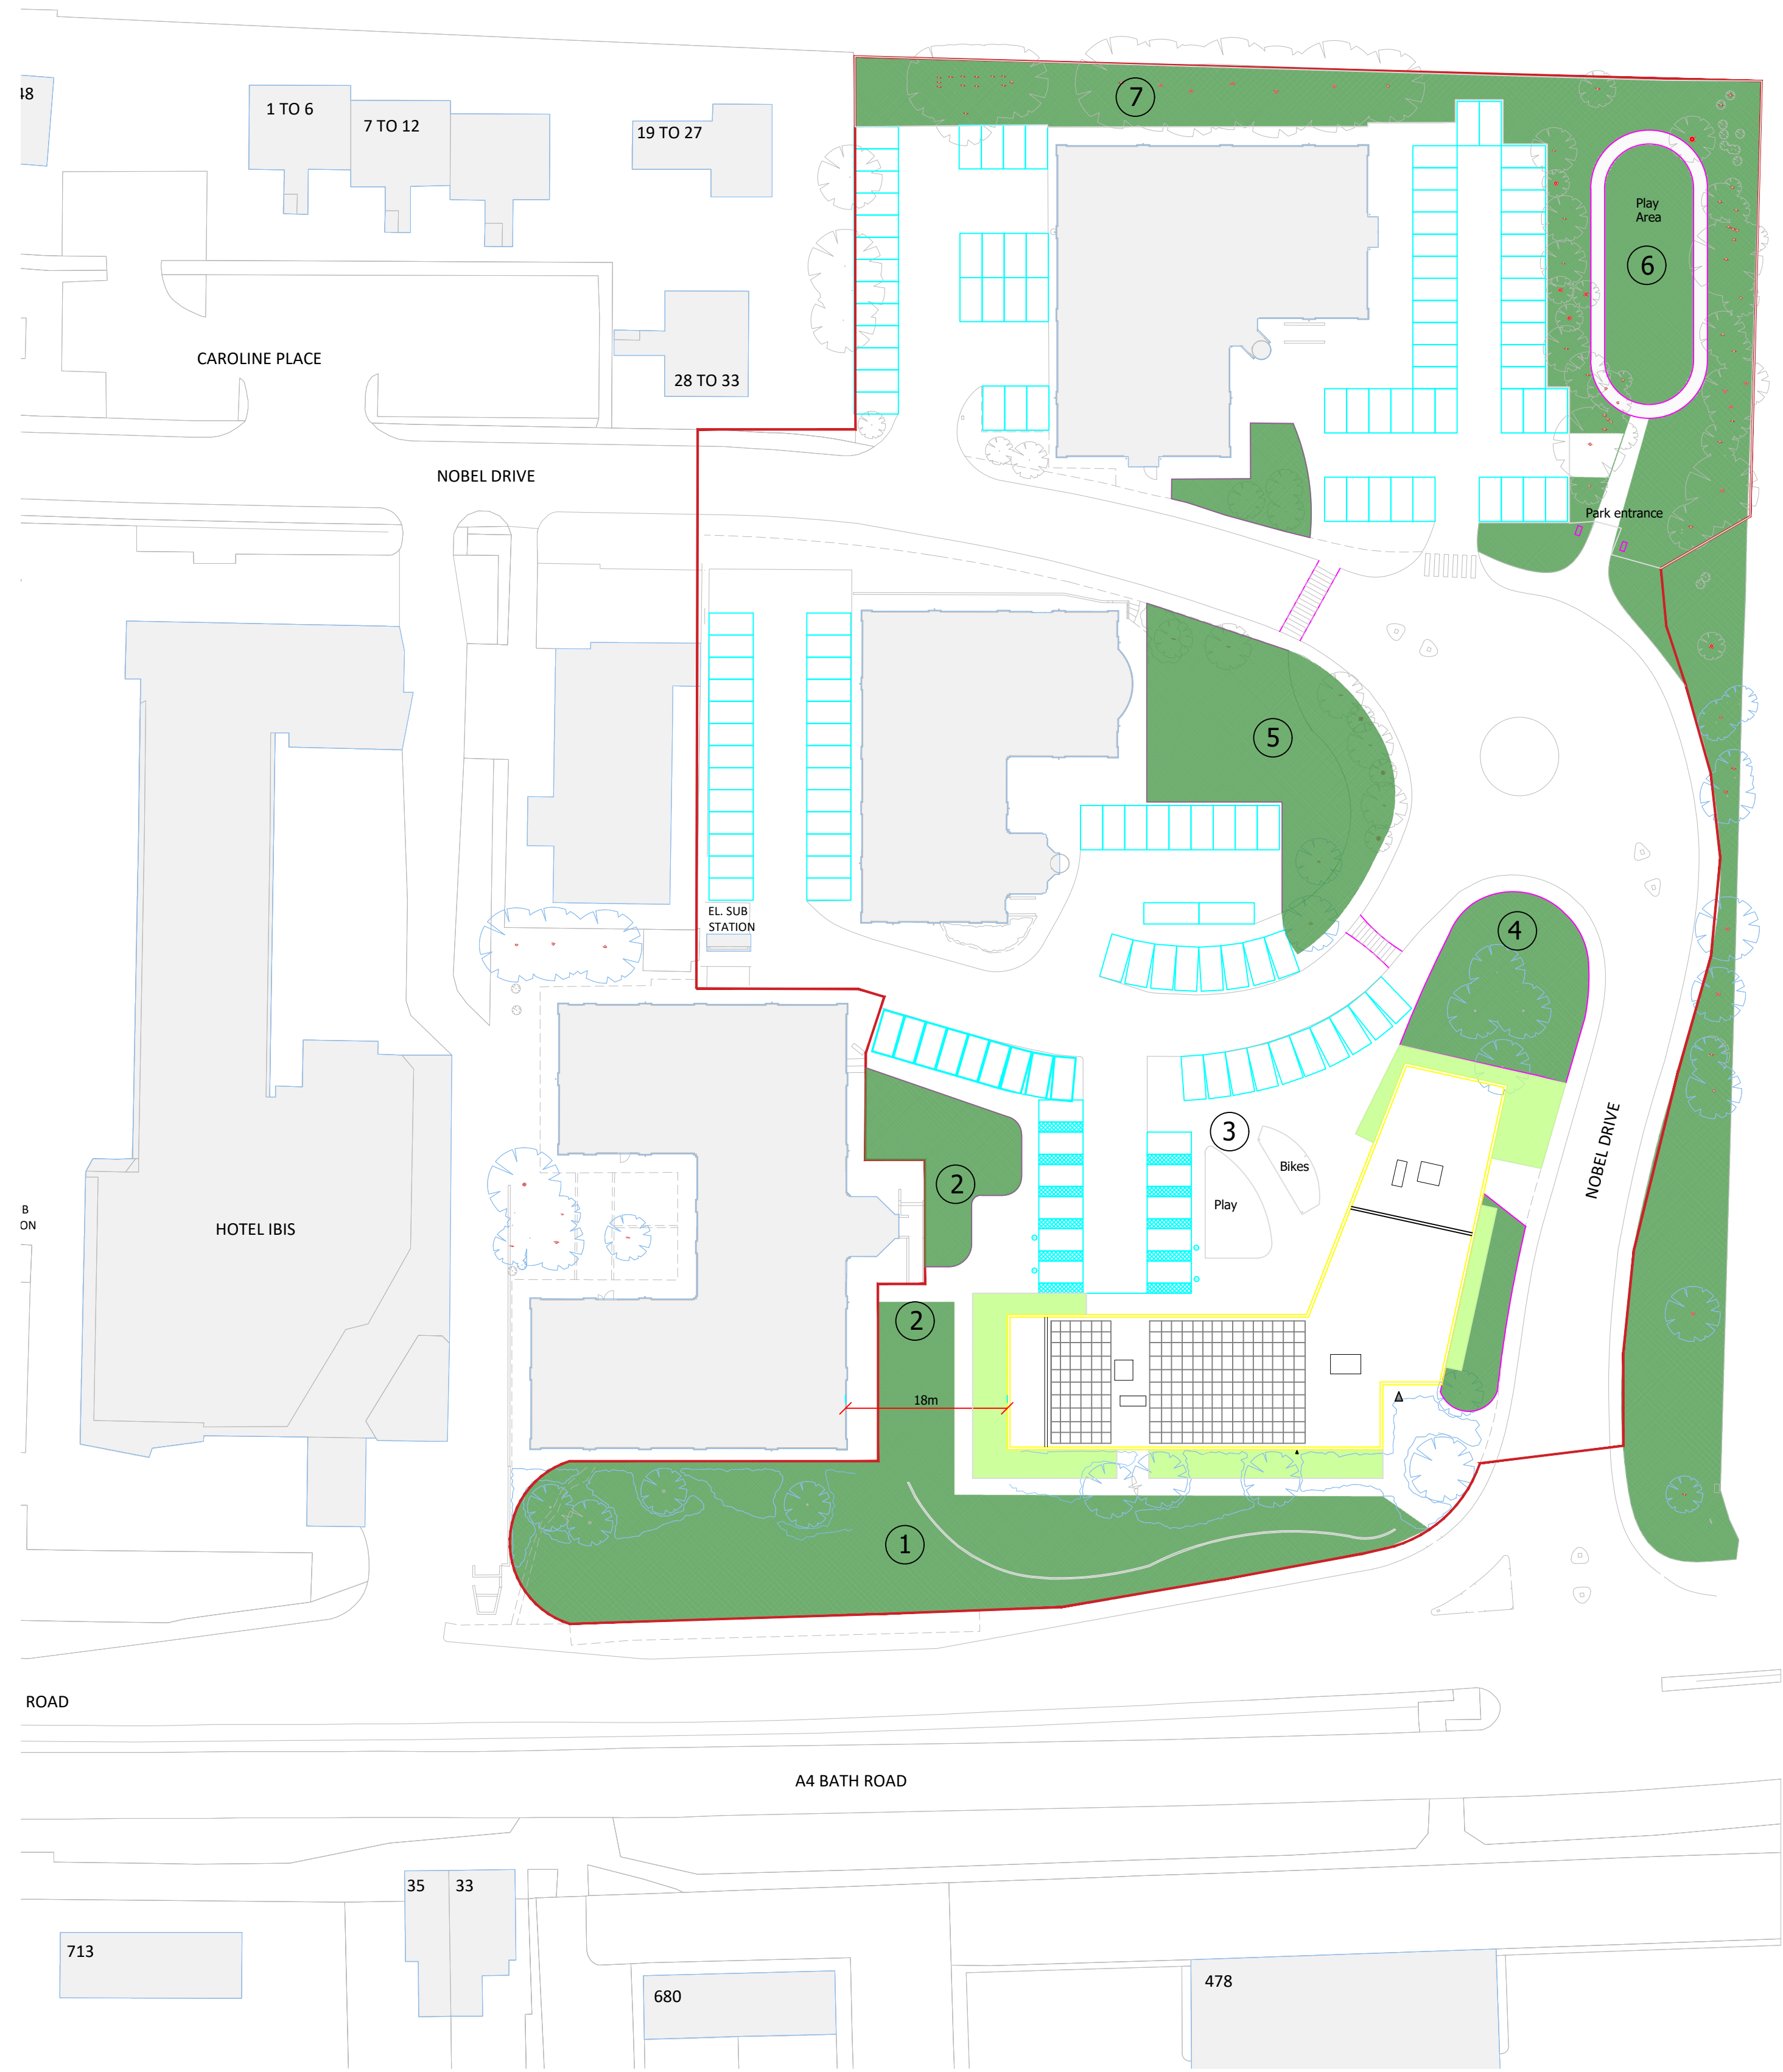 48
1 TO 6
7 TO 12
19 TO 27
7
Play
Area
6
CAROLINE PLACE
28 TO 33
NOBEL DRIVE
Park entrance
5
EL. SUB
STATION
4
3
Bikes
Play
NOBEL DRIVE
2
B
ON
HOTEL IBIS
2
18m
1
ROAD
A4 BATH ROAD
35
33
713
680
478